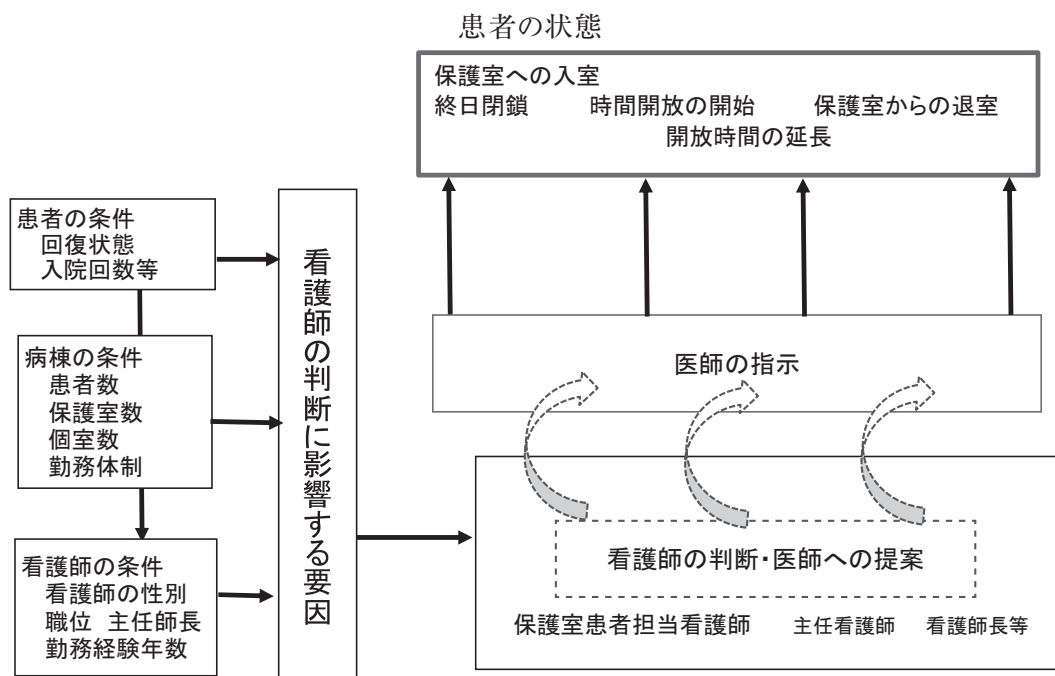 患者の状態
保護室への入室
終日閉鎖 時間開放の開始 保護室からの退室
開放時間の延長
患者の条件
回復状態
入院回数等
病棟の条件
患者数
保護室数
個室数
勤務体制
看護師の条件
看護師の性別
職位 主任師長
勤務経験年数
看護師の判断に影響する要因
医師の指示
看護師の判断・医師への提案
保護室患者担当看護師 主任看護師 看護師長等